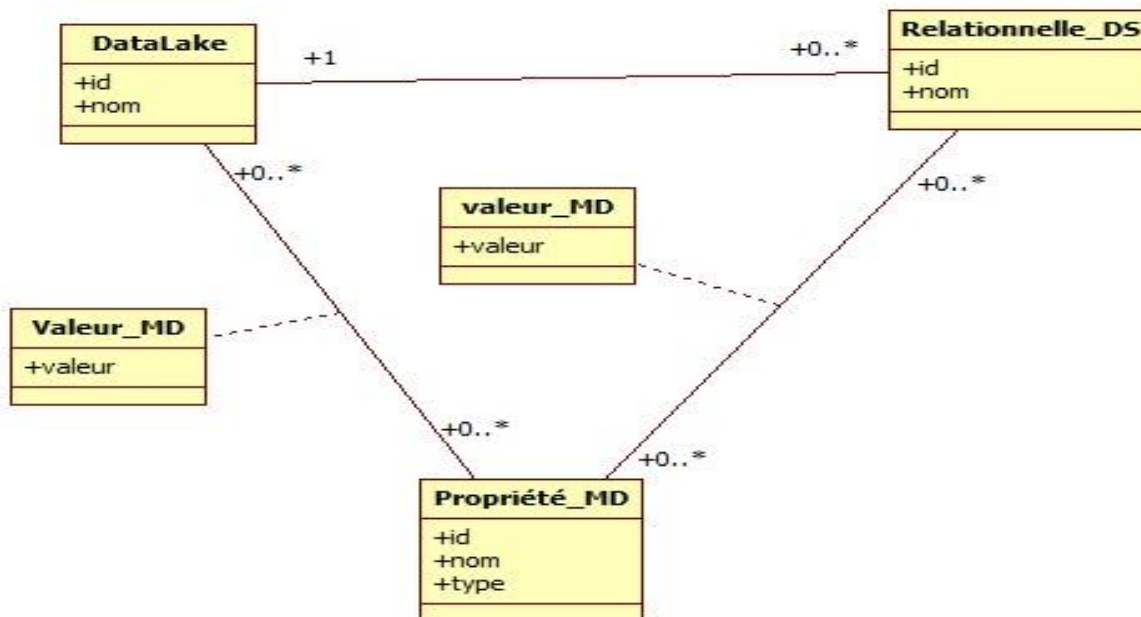 DataLake
+id
+nom
+1
+0..*
Relationnelle_DS
+id
+nom
+0..*
+0..*
valeur_MD
+valeur
Valeur_MD
+valeur
+0..*
+0..*
Propriété_MD
+id
+nom
+type